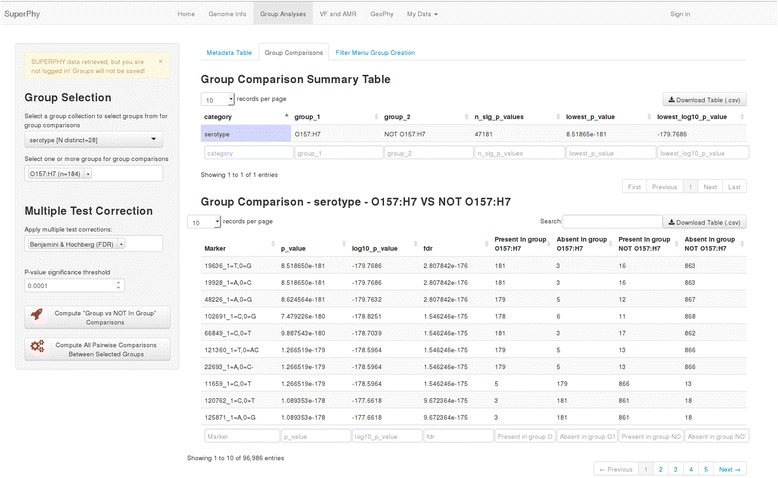 SuperPhy Home Genome Info Group Analyses VF and AMR GeoPhy My Data Sign in
SUPERPHY data retrieved, but you are not logged in! Groups will not be saved! ×
Group Selection
Select a group collection to select groups from for group comparisons
serotype [N distinct=28]
Select one or more groups for group comparisons
O157:H7 (n=184) ×
Multiple Test Correction
Apply multiple test corrections:
Benjamini & Hochberg (FDR) ×
P-value significance threshold
0.0001
Compute "Group vs NOT In Group" Comparisons
Compute All Pairwise Comparisons Between Selected Groups
Metadata Table Group Comparisons Filter Menu Group Creation
Group Comparison Summary Table
10 records per page Download Table (.csv)
category group_1 group_2 n_sig_p_values lowest_p_value lowest_log10_p_value
serotype O157:H7 NOT O157:H7 47181 8.51865e-181 -179.7686
category group_1 group_2 n_sig_p_values lowest_p_value lowest_log10_p_value
Showing 1 to 1 of 1 entries
First Previous 1 Next Last
Group Comparison - serotype - O157:H7 VS NOT O157:H7
10 records per page Search: Download Table (.csv)
Marker p_value log10_p_value fdr Present in group O157:H7 Absent in group O157:H7 Present in group NOT O157:H7 Absent in group NOT O157:H7
19636_1=T,0=G 8.518650e-181 -179.7686 2.807842e-176 181 3 16 863
19928_1=A,0=C 8.518650e-181 -179.7686 2.807842e-176 181 3 16 863
48226_1=A,0=G 8.624564e-181 -179.7632 2.807842e-176 179 5 12 867
102691_1=C,0=G 7.479226e-180 -178.8251 1.546246e-175 178 6 11 868
66849_1=C,0=T 9.887543e-180 -178.7039 1.546246e-175 181 3 17 862
121360_1=T,0=AC 1.266519e-179 -178.5964 1.546246e-175 179 5 13 866
22693_1=A,0=C- 1.266519e-179 -178.5964 1.546246e-175 179 5 13 866
11659_1=C,0=T 1.266519e-179 -178.5964 1.546246e-175 5 179 866 13
120762_1=C,0=T 1.089353e-178 -177.6618 9.672364e-175 3 181 861 18
125871_1=A,0=G 1.089353e-178 -177.6618 9.672364e-175 3 181 861 18
Marker p_value log10_p_value fdr Present in group O Absent in group O1 Present in group NO Absent in group NO
Showing 1 to 10 of 96,986 entries
← Previous 1 2 3 4 5 Next →